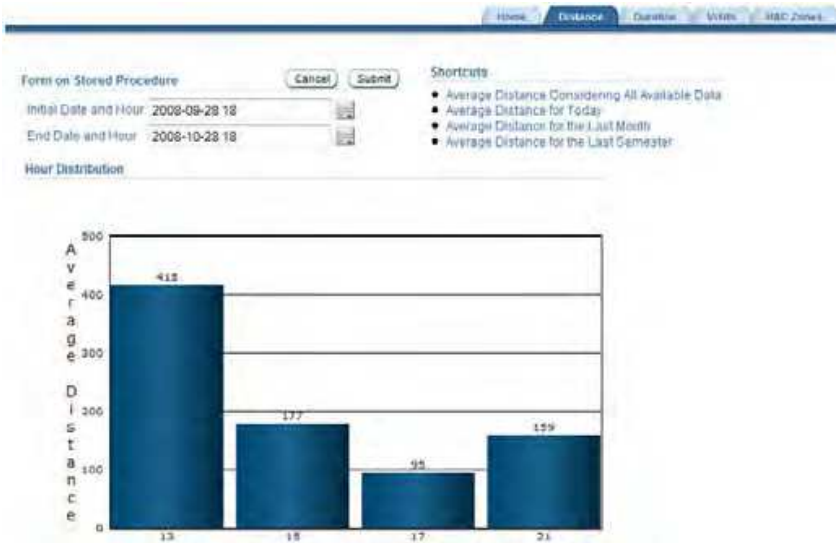 Home Distance Duration Visits H&C Zones
Form on Stored Procedure Cancel Submit
Initial Date and Hour 2008-09-28 18
End Date and Hour 2008-10-28 18
Shortcuts
Average Distance Considering All Available Data
Average Distance for Today
Average Distance for the Last Month
Average Distance for the Last Semester
Hour Distribution
Average Distance
500
400
300
200
100
0
177
95
159
13
17
21